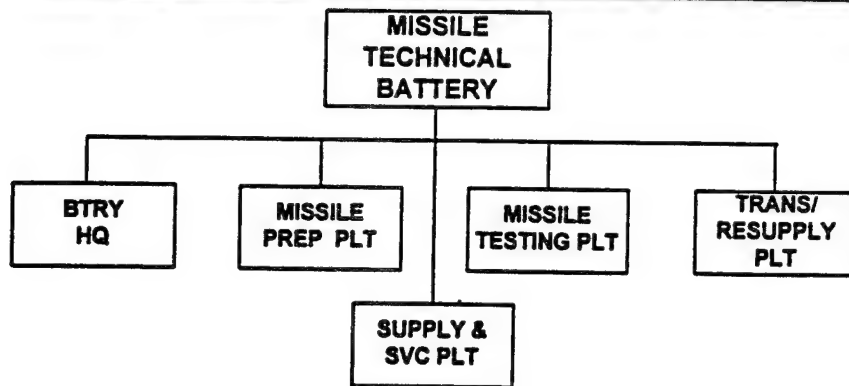 MISSILE
TECHNICAL
BATTERY
BTRY
HQ
MISSILE
PREP PLT
MISSILE
TESTING PLT
TRANS/
RESUPPLY
PLT
SUPPLY &
SVC PLT